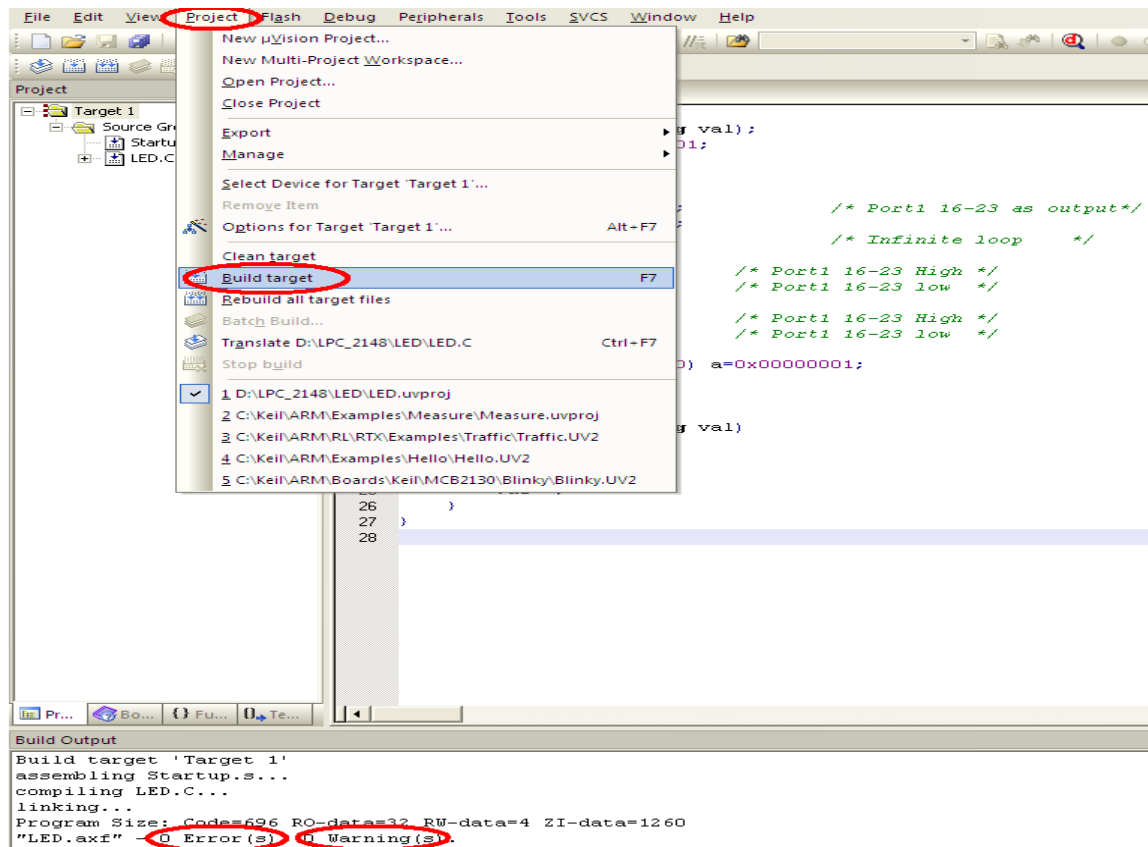 File Edit View Project Flash Debug Peripherals Tools SVCS Window Help
New µVision Project...
New Multi-Project Workspace...
Open Project...
Close Project
Export
Manage
Select Device for Target 'Target 1'...
Remove Item
Options for Target 'Target 1'... Alt+F7
Clean target
Build target F7
Rebuild all target files
Batch Build...
Translate D:\LPC_2148\LED\LED.C Ctrl+F7
Stop build
1 D:\LPC_2148\LED\LED.uvproj
2 C:\Keil\ARM\Examples\Measure\Measure.uvproj
3 C:\Keil\ARM\RL\RTX\Examples\Traffic\Traffic.UV2
4 C:\Keil\ARM\Examples\Hello\Hello.UV2
5 C:\Keil\ARM\Boards\Keil\MCB2130\Blinky\Blinky.UV2
Project
Target 1
Source Gr
Startu
LED.C
g val);
01;
; /* Port1 16-23 as output*/
;
/* Infinite loop */
/* Port1 16-23 High */
/* Port1 16-23 low */
/* Port1 16-23 High */
/* Port1 16-23 low */
) a=0x00000001;
g val)
26 }
27 }
28
Pr... Bo... {} Fu... Te...
Build Output
Build target 'Target 1'
assembling Startup.s...
compiling LED.C...
linking...
Program Size: Code=696 RO-data=32 RW-data=4 ZI-data=1260
"LED.axf" - 0 Error(s), 0 Warning(s).